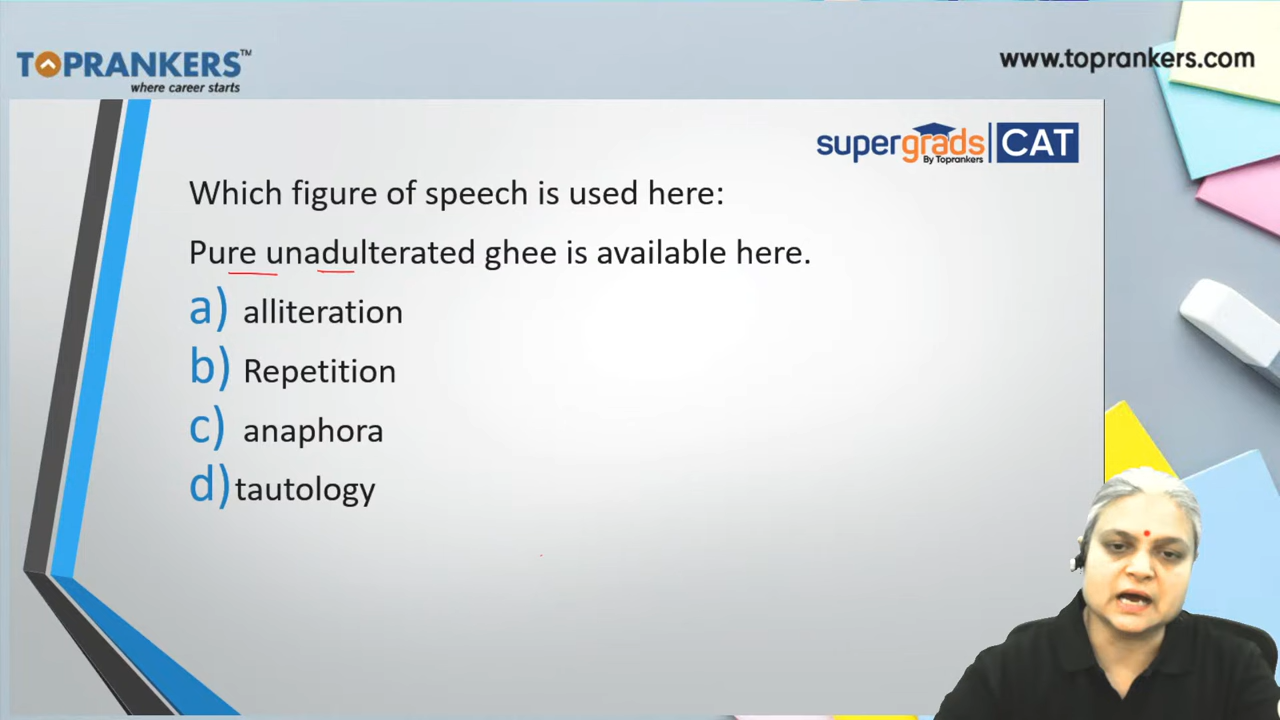 TOPRANKERS™
where career starts
www.toprankers.com
supergrads CAT
By Toprankers
Which figure of speech is used here:
Pure unadulterated ghee is available here.
a) alliteration
b) Repetition
c) anaphora
d) tautology